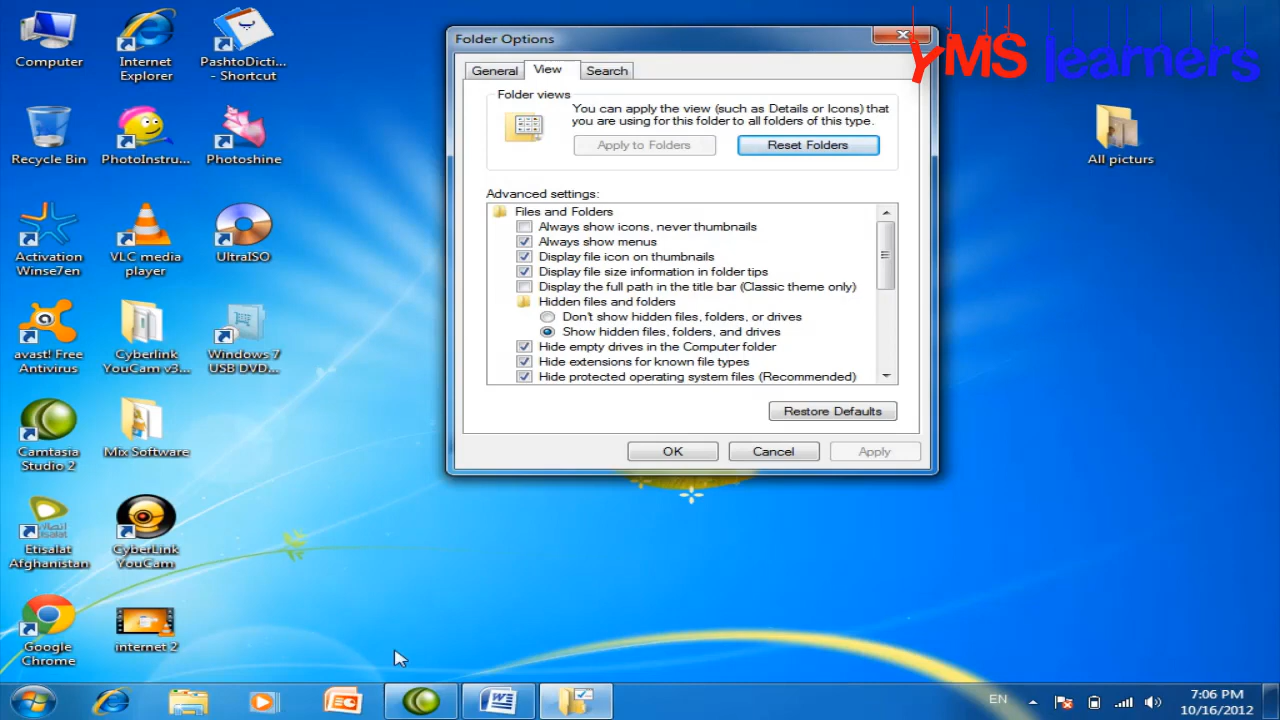 Computer
Internet
Explorer
PashtoDicti...
- Shortcut
Recycle Bin
PhotoInstru...
Photoshine
Activation
Winse7en
VLC media
player
UltraISO
avast! Free
Antivirus
Cyberlink
YouCam v3...
Windows 7
USB DVD...
Camtasia
Studio 2
Mix Software
اتصالات
etisalat
Etisalat
Afghanistan
CyberLink
YouCam
Google
Chrome
internet 2
Folder Options
General
View
Search
Folder views
You can apply the view (such as Details or Icons) that
you are using for this folder to all folders of this type.
Apply to Folders
Reset Folders
Advanced settings:
Files and Folders
Always show icons, never thumbnails
Always show menus
Display file icon on thumbnails
Display file size information in folder tips
Display the full path in the title bar (Classic theme only)
Hidden files and folders
Don't show hidden files, folders, or drives
Show hidden files, folders, and drives
Hide empty drives in the Computer folder
Hide extensions for known file types
Hide protected operating system files (Recommended)
Restore Defaults
OK
Cancel
Apply
YMS learners
All picturs
EN
7:06 PM
10/16/2012